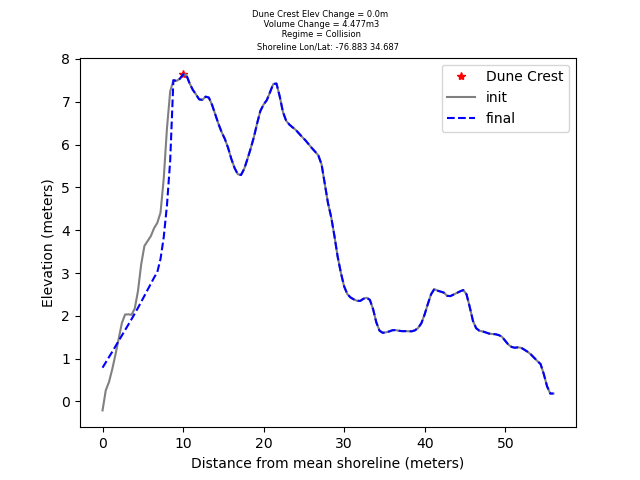 Dune Crest Elev Change = 0.0m
Volume Change = 4.477m3
Regime = Collision
Shoreline Lon/Lat: -76.883 34.687
8
7
6
5
4
3
2
1
0
Elevation (meters)
Dune Crest
init
final
0 10 20 30 40 50
Distance from mean shoreline (meters)